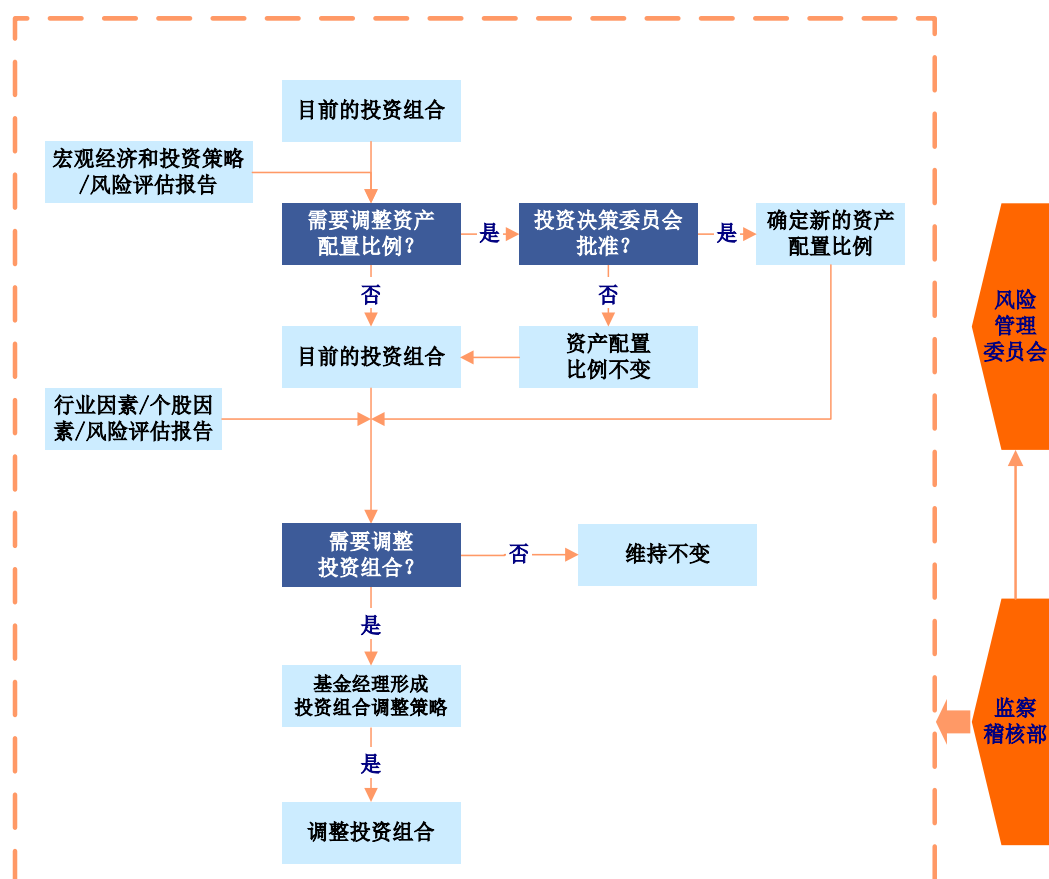 目前的投资组合
宏观经济和投资策略
/风险评估报告
需要调整资产
配置比例？
是
投资决策委员会
批准？
是
确定新的资产
配置比例
否
否
目前的投资组合
资产配置
比例不变
行业因素/个股因
素/风险评估报告
需要调整
投资组合？
否
维持不变
是
基金经理形成
投资组合调整策略
是
调整投资组合
风险
管理
委员会
监察
稽核部